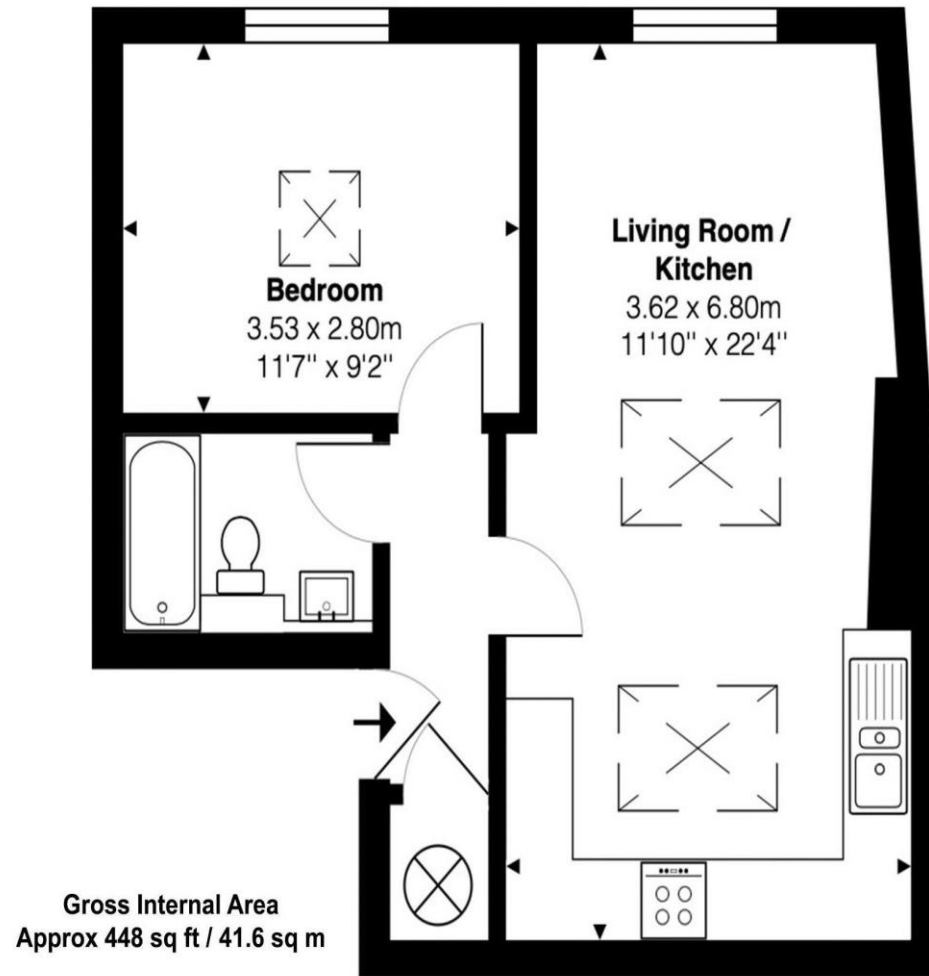 Bedroom
3.53 x 2.80m
11'7" x 9'2"
Living Room /
Kitchen
3.62 x 6.80m
11'10" x 22'4"
Gross Internal Area
Approx 448 sq ft / 41.6 sq m